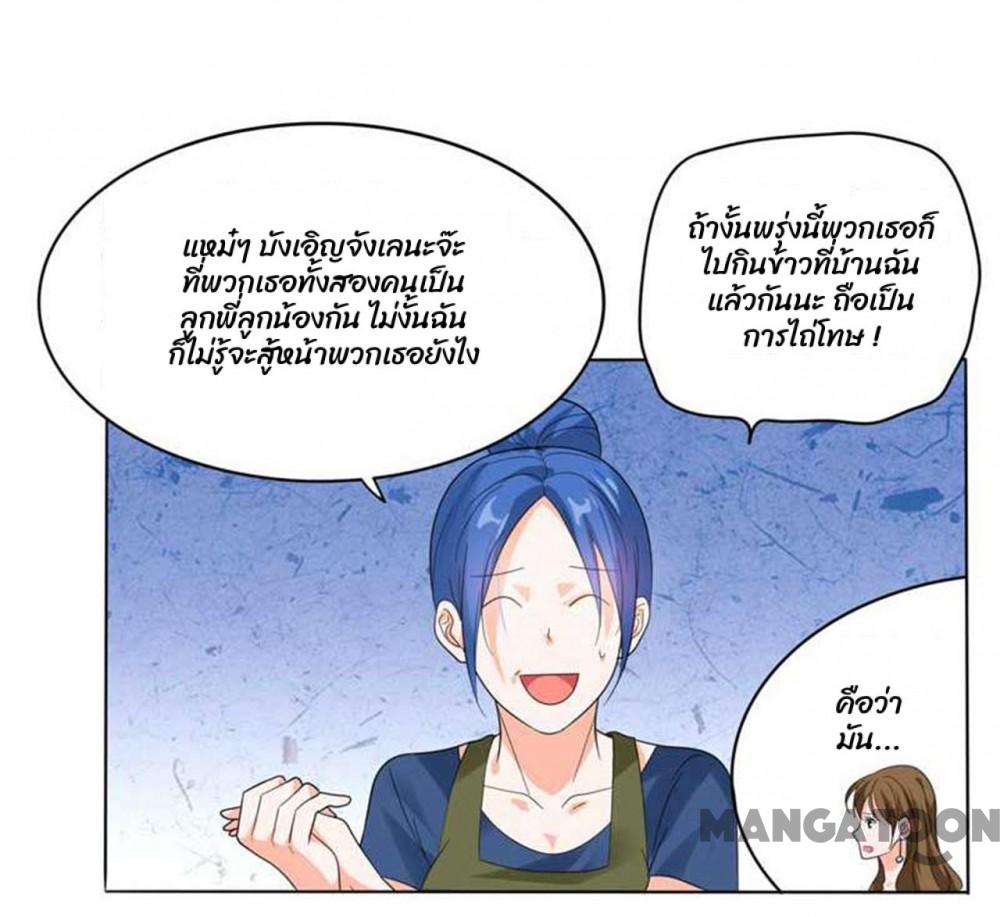 แหม๋ๆ บังเอิญจังเลนะจ๊ะ
ที่พวกเธอทั้งสองคนเป็น
ลูกพี่ลูกน้องกัน ไม่งั้นฉัน
ก็ไม่รู้จะสู้หน้าพวกเธอยังไง
ถ้างั้นพรุ่งนี้พวกเธอก็
ไปกินข้าวที่บ้านฉัน
แล้วกันนะ ถือเป็น
การไถ่โทษ !
คือว่า
มัน...
MANGATOON